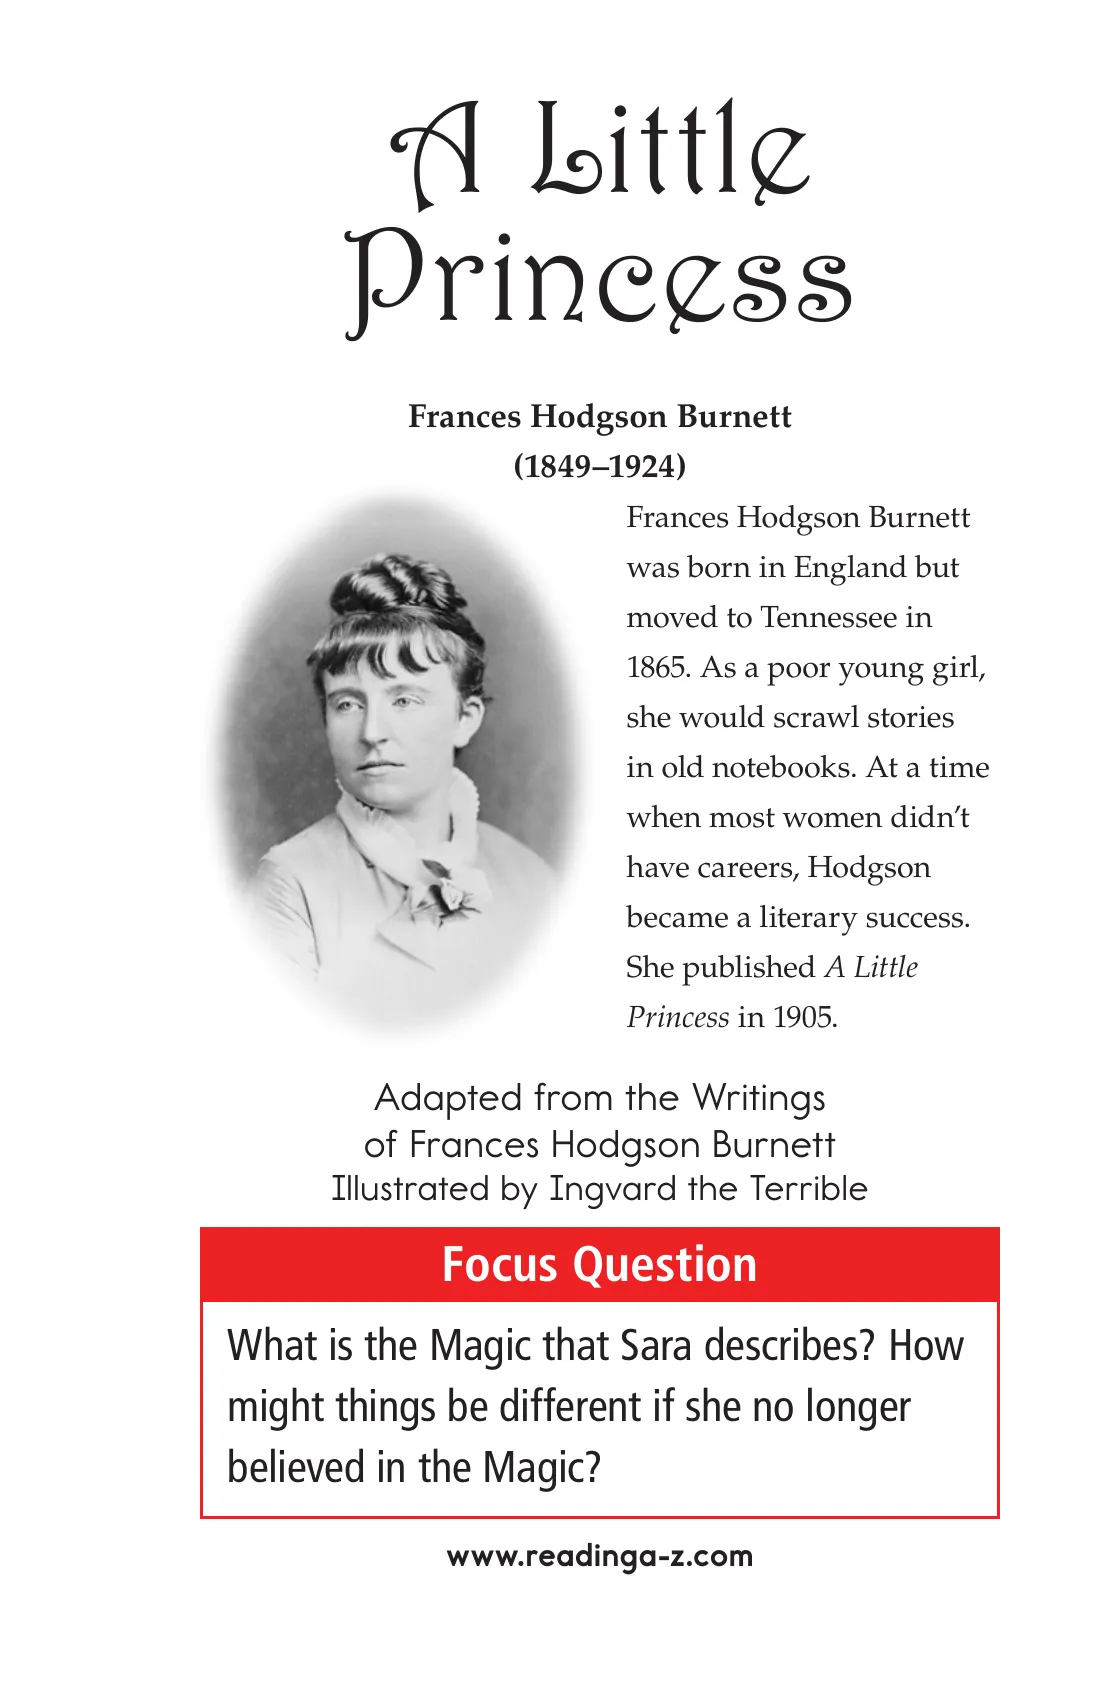 A Little
Princess
Frances Hodgson Burnett
(1849–1924)
Frances Hodgson Burnett
was born in England but
moved to Tennessee in
1865. As a poor young girl,
she would scrawl stories
in old notebooks. At a time
when most women didn’t
have careers, Hodgson
became a literary success.
She published A Little
Princess in 1905.
Adapted from the Writings
of Frances Hodgson Burnett
Illustrated by Ingvard the Terrible
Focus Question
What is the Magic that Sara describes? How
might things be different if she no longer
believed in the Magic?
www.readinga-z.com